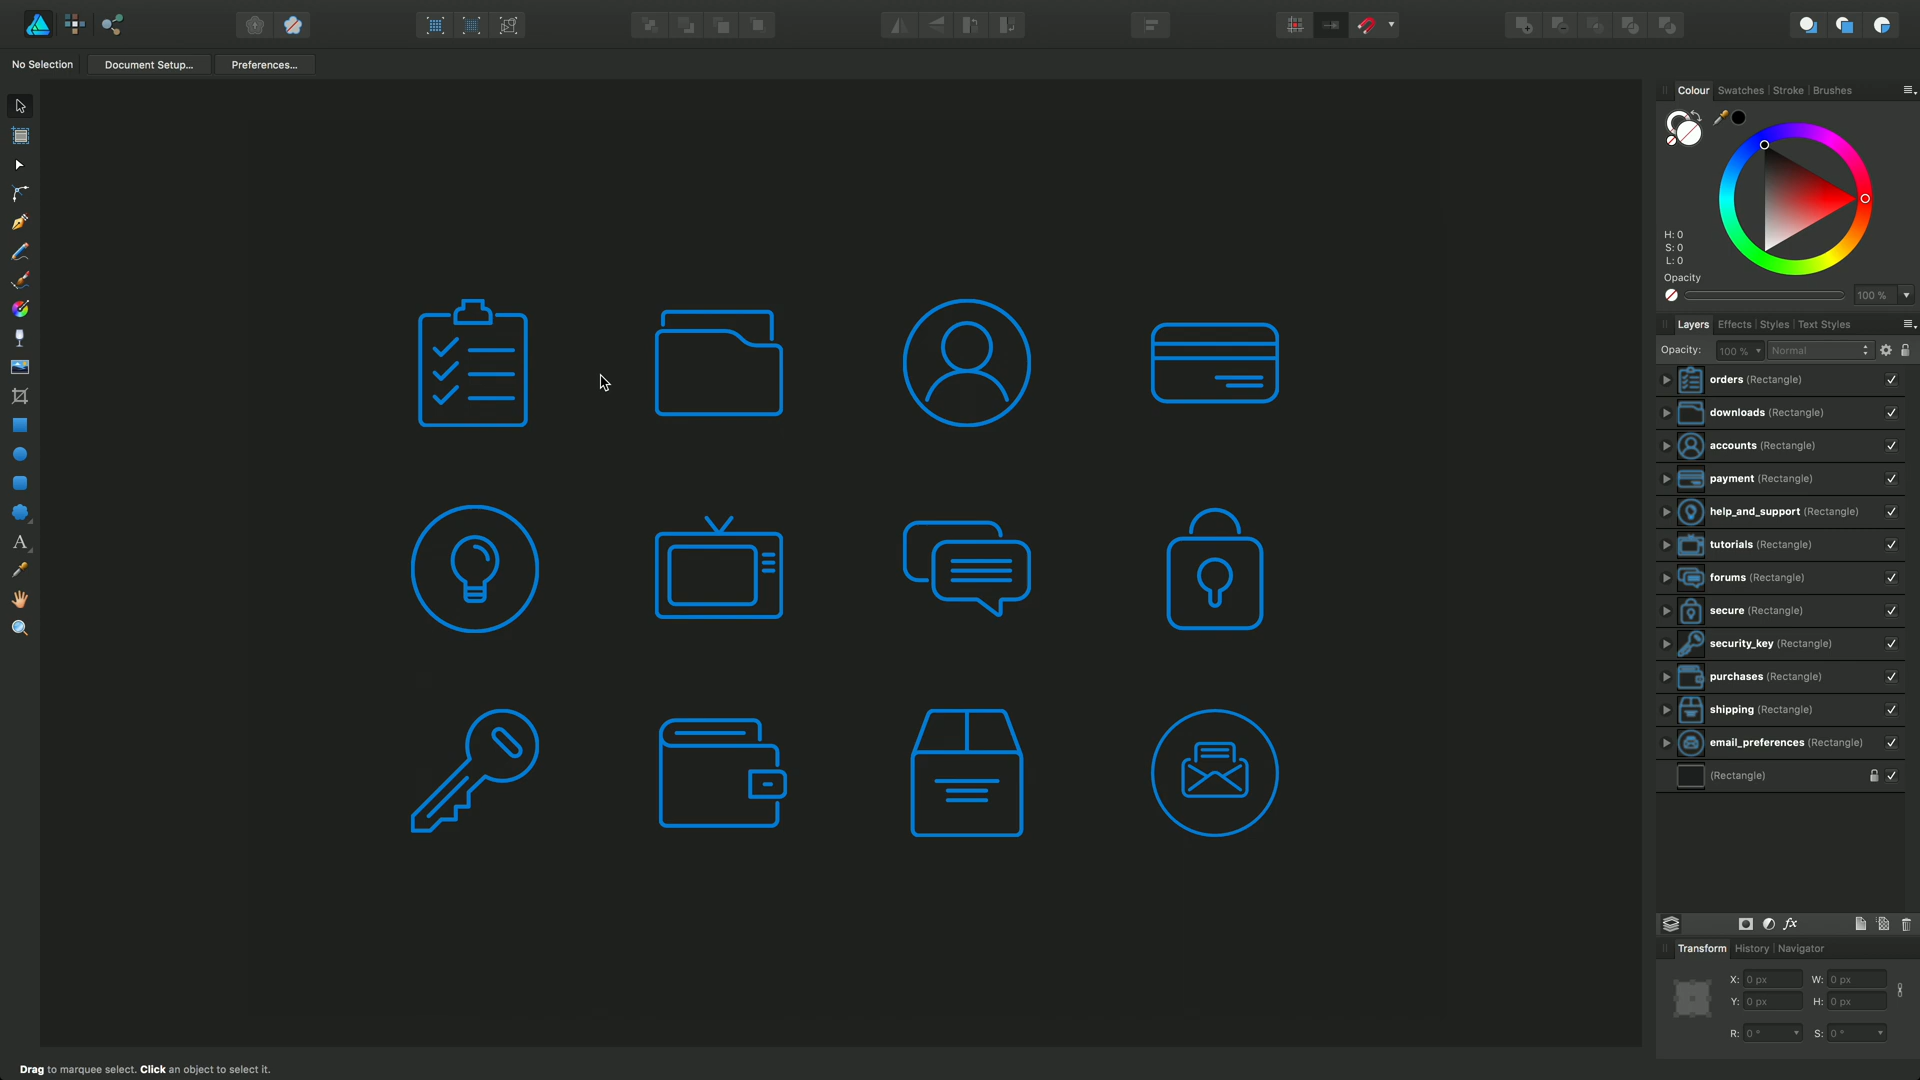 No Selection Document Setup... Preferences...
Colour Swatches Stroke Brushes
H: 0
S: 0
L: 0
Opacity
100 %
Layers Effects Styles Text Styles
Opacity: 100 % Normal
orders (Rectangle)
downloads (Rectangle)
accounts (Rectangle)
payment (Rectangle)
help_and_support (Rectangle)
tutorials (Rectangle)
forums (Rectangle)
secure (Rectangle)
security_key (Rectangle)
purchases (Rectangle)
shipping (Rectangle)
email_preferences (Rectangle)
(Rectangle)
fx
Transform History Navigator
X: 0 px W: 0 px
Y: 0 px H: 0 px
R: 0 ° S: 0 °
Drag to marquee select. Click an object to select it.